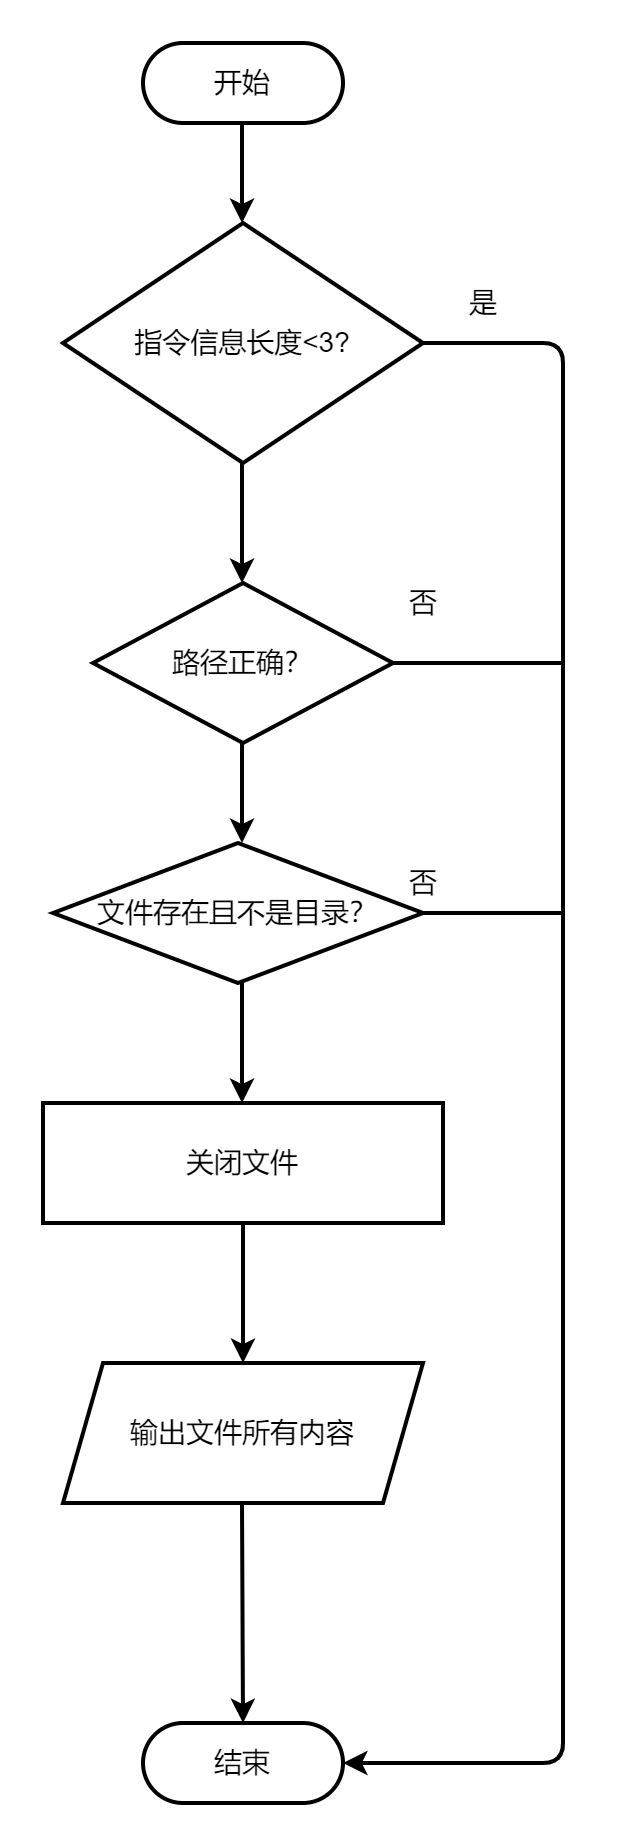 开始
是
指令信息长度<3?
否
路径正确？
否
文件存在且不是目录？
关闭文件
输出文件所有内容
结束